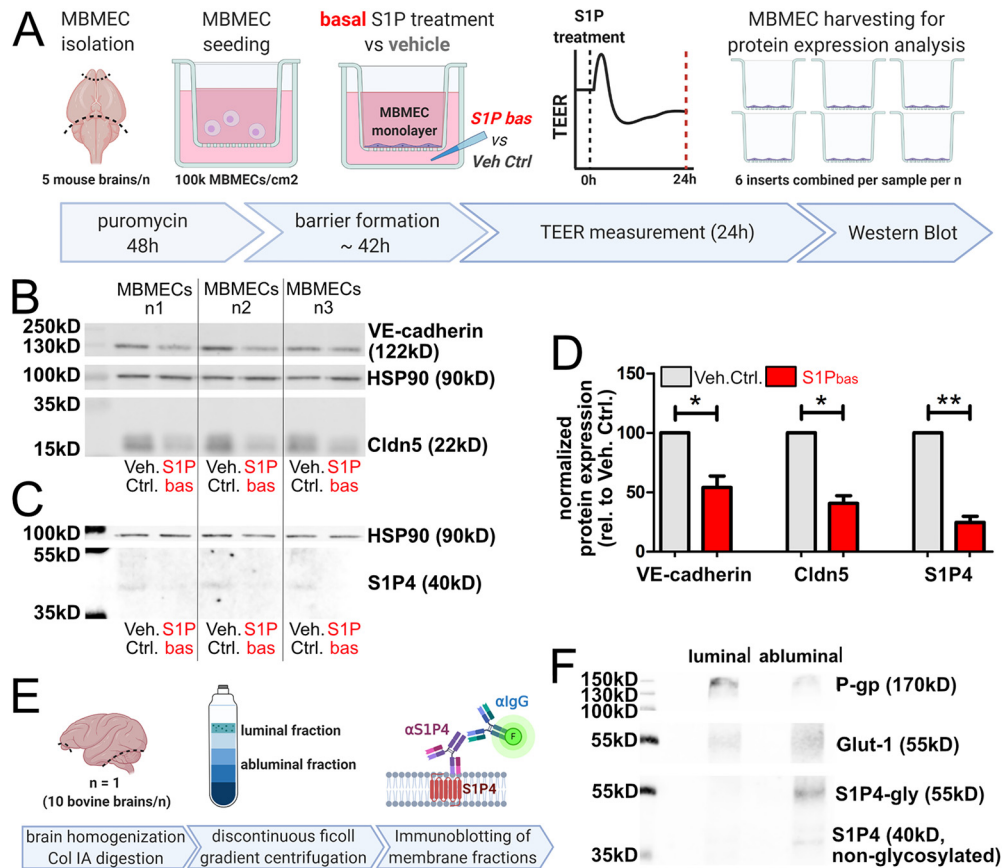 A
MBMEC
isolation
5 mouse brains/n
MBMEC
seeding
100k MBMECs/cm2
basal S1P treatment
vs vehicle
MBMEC
monolayer
S1P bas
vs
Veh Ctrl
S1P
treatment
TEER
0h
24h
MBMEC harvesting for
protein expression analysis
6 inserts combined per sample per n
puromycin
48h
barrier formation
~ 42h
TEER measurement (24h)
Western Blot
B
MBMECs
n1
MBMECs
n2
MBMECs
n3
250kD
130kD
VE-cadherin
(122kD)
100kD
HSP90 (90kD)
35kD
15kD
Cldn5 (22kD)
Veh. S1P Veh. S1P Veh. S1P
Ctrl. bas Ctrl. bas Ctrl. bas
C
100kD
HSP90 (90kD)
55kD
S1P4 (40kD)
35kD
Veh. S1P Veh. S1P Veh. S1P
Ctrl. bas Ctrl. bas Ctrl. bas
D
Veh.Ctrl. S1Pbas
normalized
protein expression
(rel. to Veh. Ctrl.)
150
100
50
0
* * **
VE-cadherin Cldn5 S1P4
E
n = 1
(10 bovine brains/n)
luminal fraction
abluminal fraction
αS1P4
αIgG
F
S1P4
brain homogenization
Col IA digestion
discontinuous ficoll
gradient centrifugation
Immunoblotting of
membrane fractions
F
luminal abluminal
150kD
130kD
100kD
P-gp (170kD)
55kD
Glut-1 (55kD)
55kD
S1P4-gly (55kD)
S1P4 (40kD,
non-glycosylated)
35kD